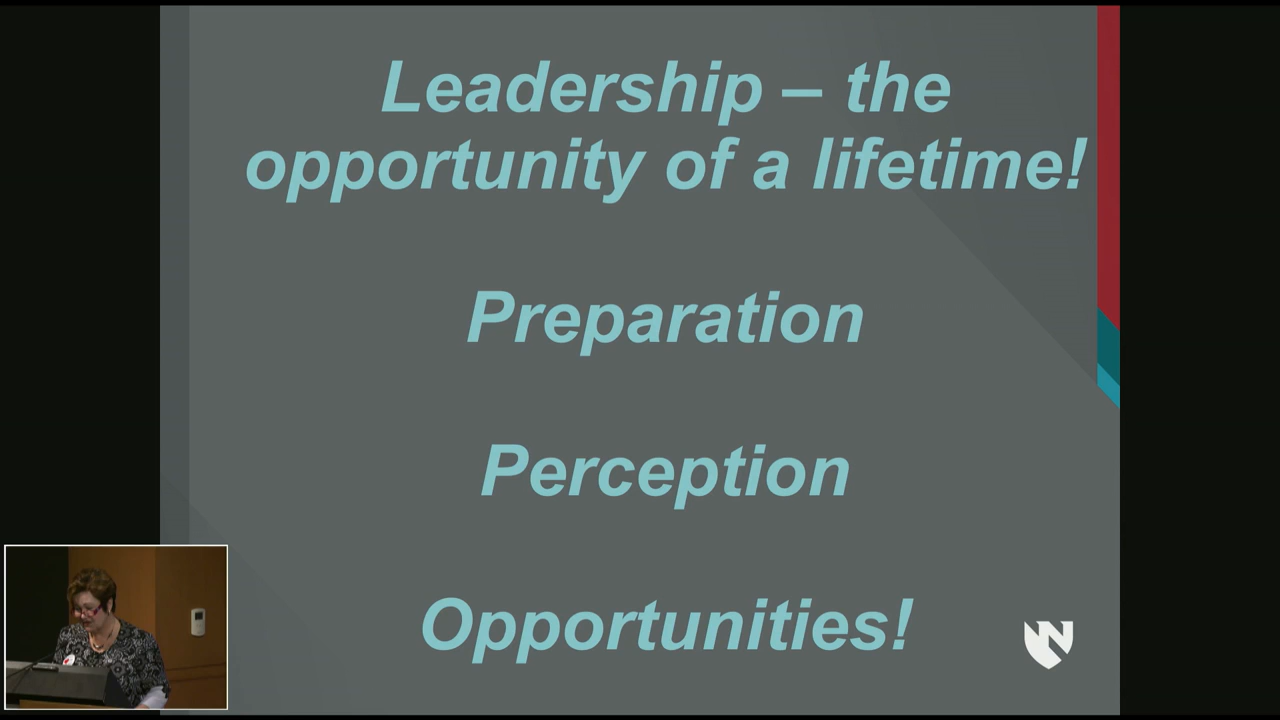 Leadership – the
opportunity of a lifetime!
Preparation
Perception
Opportunities!